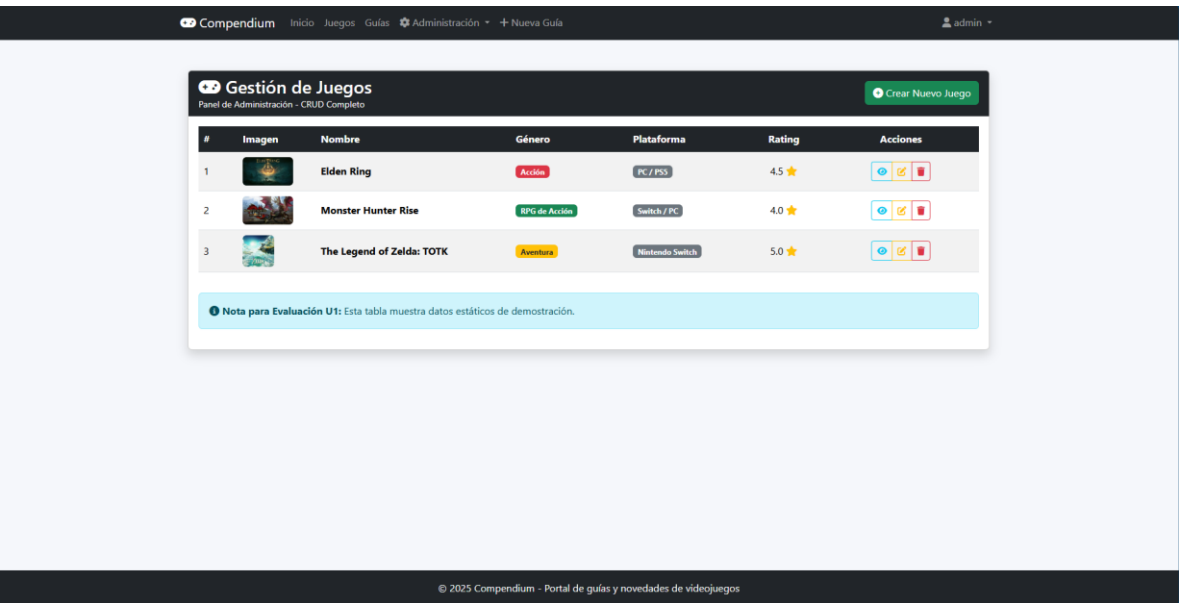 Compendium Inicio Juegos Guías Administración + Nueva Guía admin
Gestión de Juegos
Panel de Administración - CRUD Completo
Crear Nuevo Juego
# Imagen Nombre Género Plataforma Rating Acciones
1 Elden Ring Acción PC / PS5 4.5
2 Monster Hunter Rise RPG de Acción Switch / PC 4.0
3 The Legend of Zelda: TOTK Aventura Nintendo Switch 5.0
Nota para Evaluación U1: Esta tabla muestra datos estáticos de demostración.
© 2025 Compendium - Portal de guías y novedades de videojuegos